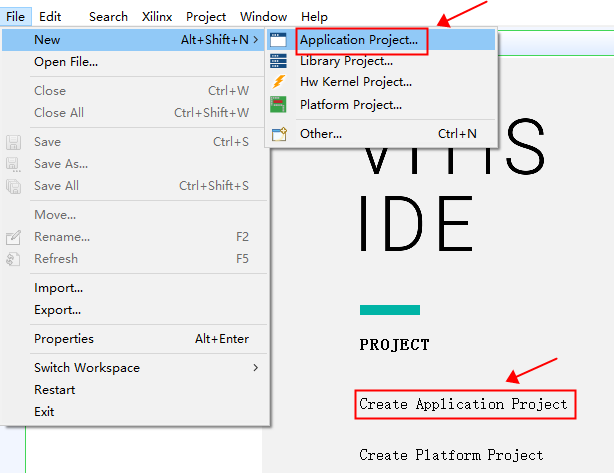 File Edit Search Xilinx Project Window Help
New Alt+Shift+N >
Open File...
Close Ctrl+W
Close All Ctrl+Shift+W
Save Ctrl+S
Save As...
Save All Ctrl+Shift+S
Move...
Rename... F2
Refresh F5
Import...
Export...
Properties Alt+Enter
Switch Workspace >
Restart
Exit
Application Project...
Library Project...
Hw Kernel Project...
Platform Project...
Other... Ctrl+N
VITIS
IDE
PROJECT
Create Application Project
Create Platform Project